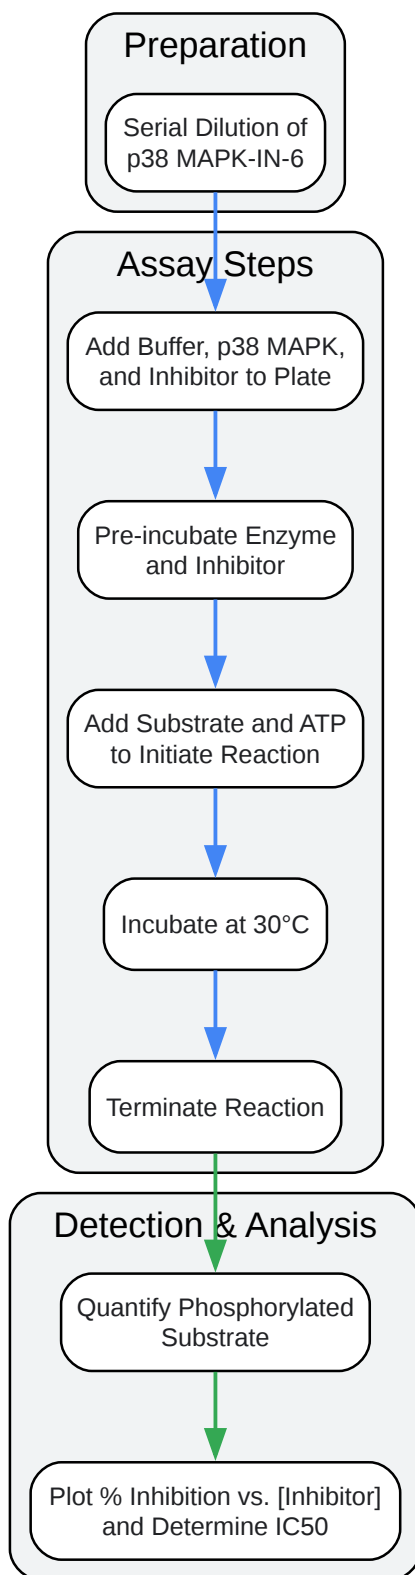 Preparation
Serial Dilution of
p38 MAPK-IN-6
Assay Steps
Add Buffer, p38 MAPK,
and Inhibitor to Plate
Pre-incubate Enzyme
and Inhibitor
Add Substrate and ATP
to Initiate Reaction
Incubate at 30°C
Terminate Reaction
Detection & Analysis
Quantify Phosphorylated
Substrate
Plot % Inhibition vs. [Inhibitor]
and Determine IC50